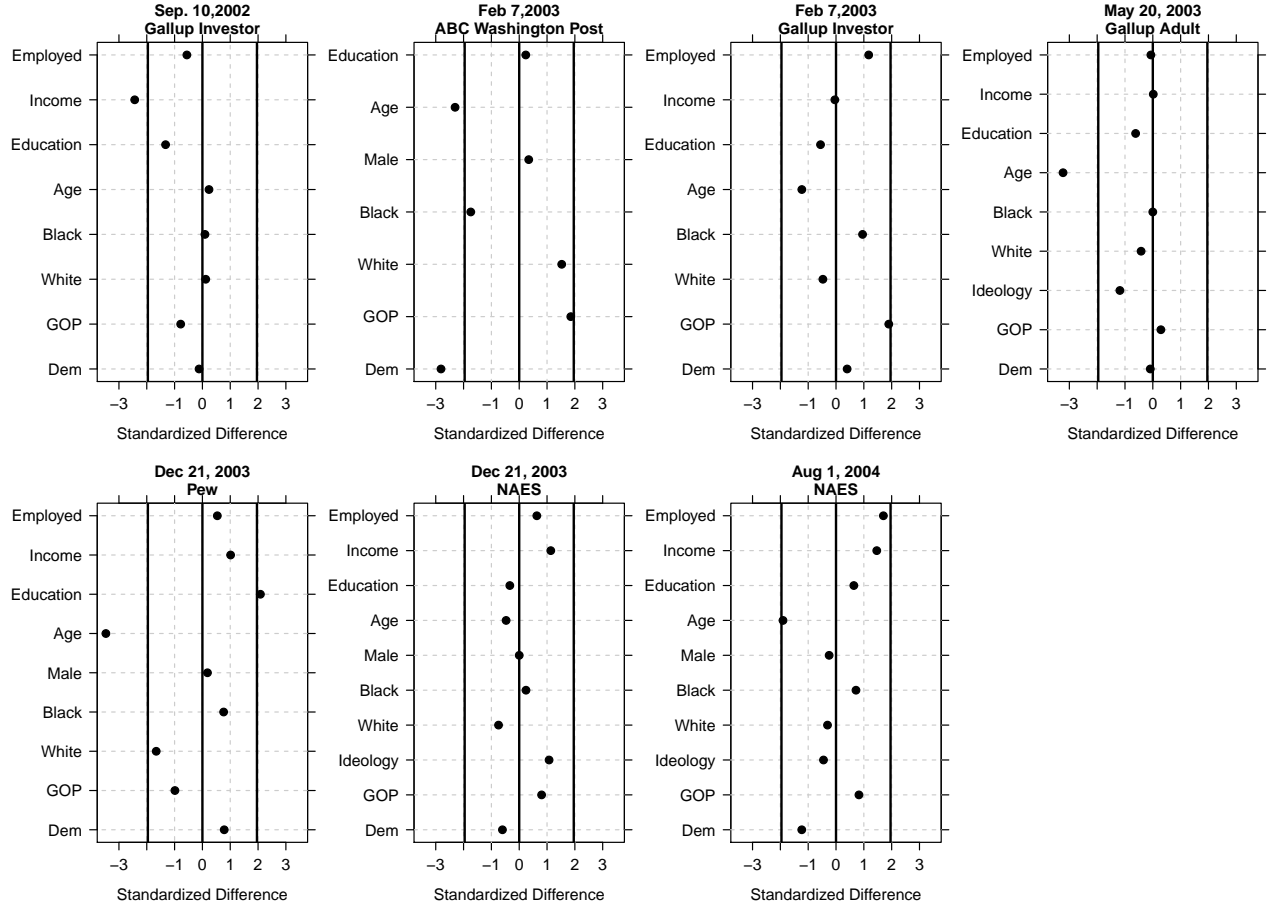 Sep. 10,2002
Gallup Investor
Employed
Income
Education
Age
Black
White
GOP
Dem
−3 −1 0 1 2 3
Standardized Difference
Feb 7,2003
ABC Washington Post
Education
Age
Male
Black
White
GOP
Dem
−3 −1 0 1 2 3
Standardized Difference
Feb 7,2003
Gallup Investor
Employed
Income
Education
Age
Black
White
GOP
Dem
−3 −1 0 1 2 3
Standardized Difference
May 20, 2003
Gallup Adult
Employed
Income
Education
Age
Black
White
Ideology
GOP
Dem
−3 −1 0 1 2 3
Standardized Difference
Dec 21, 2003
Pew
Employed
Income
Education
Age
Male
Black
White
GOP
Dem
−3 −1 0 1 2 3
Standardized Difference
Dec 21, 2003
NAES
Employed
Income
Education
Age
Male
Black
White
Ideology
GOP
Dem
−3 −1 0 1 2 3
Standardized Difference
Aug 1, 2004
NAES
Employed
Income
Education
Age
Male
Black
White
Ideology
GOP
Dem
−3 −1 0 1 2 3
Standardized Difference